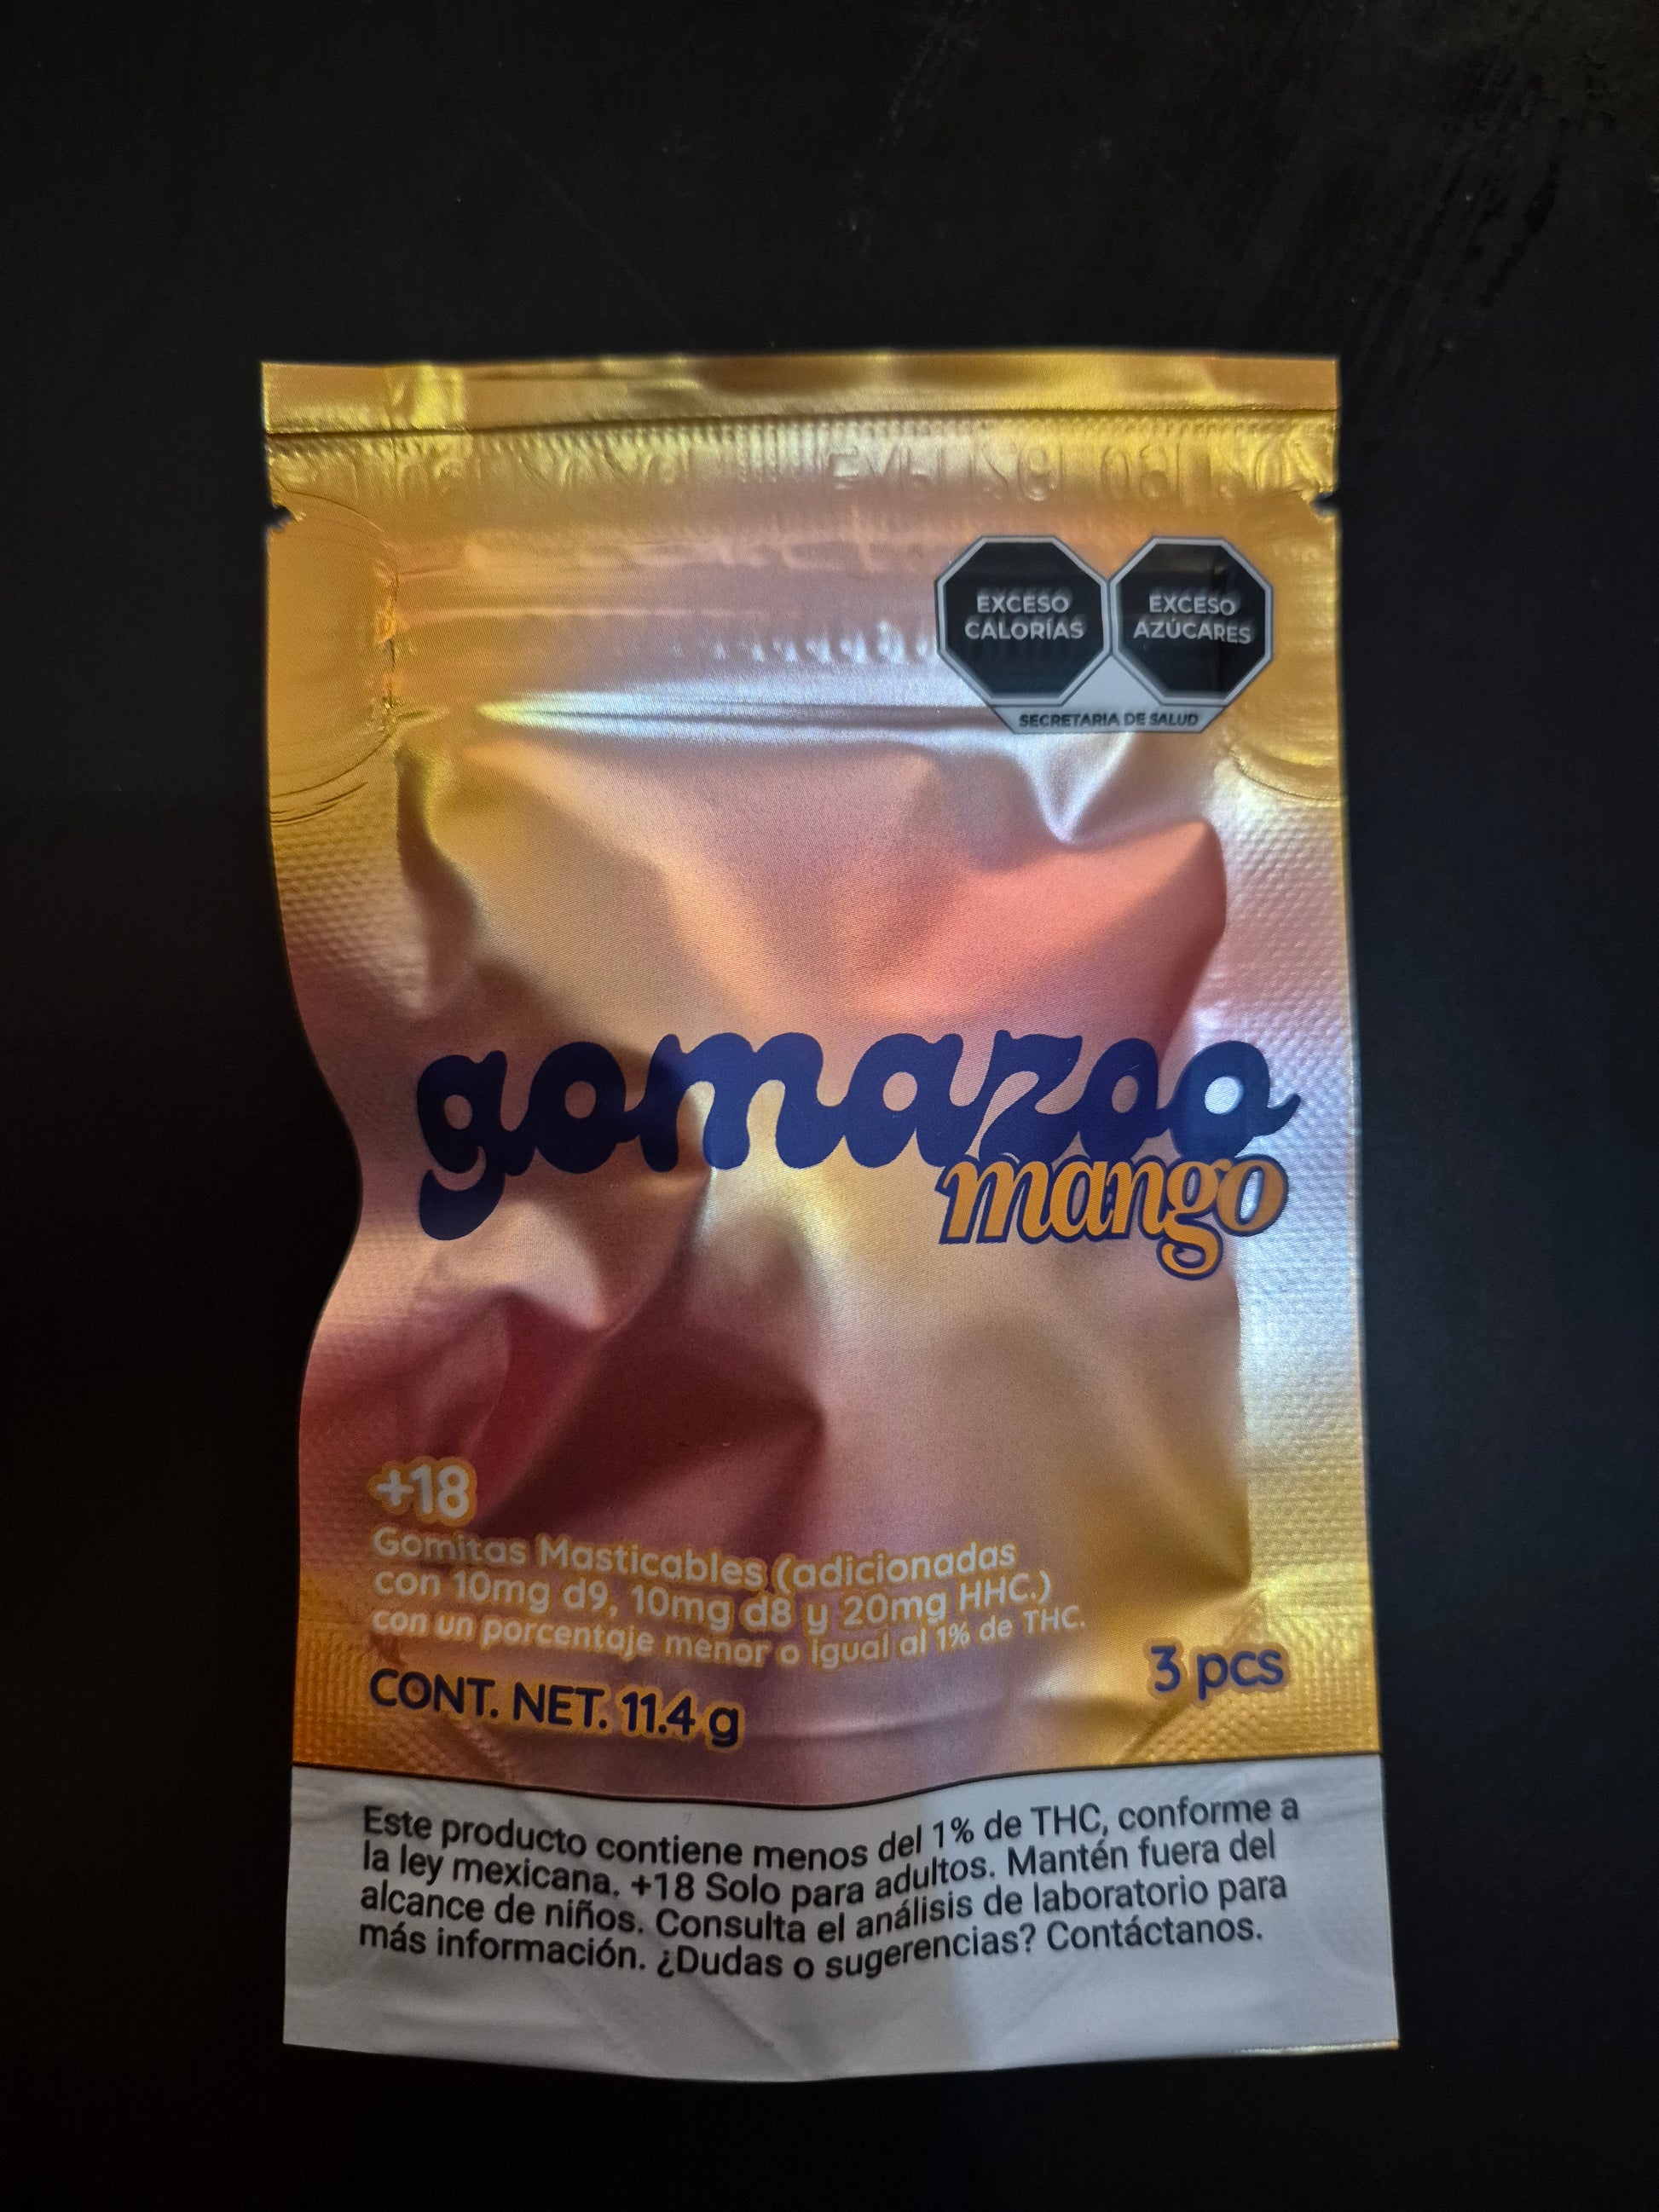 EXCESO
CALORÍAS
EXCESO
AZÚCARES
SECRETARÍA DE SALUD
gomazoo
mango
+18
Gomitas Masticables (adicionadas
con 10mg d9, 10mg d8 y 20mg HHC.)
con un porcentaje menor o igual al 1% de THC.
CONT. NET. 11.4 g
3 pcs
Este producto contiene menos del 1% de THC, conforme a
la ley mexicana. +18 Solo para adultos. Mantén fuera del
alcance de niños. Consulta el análisis de laboratorio para
más información. ¿Dudas o sugerencias? Contáctanos.